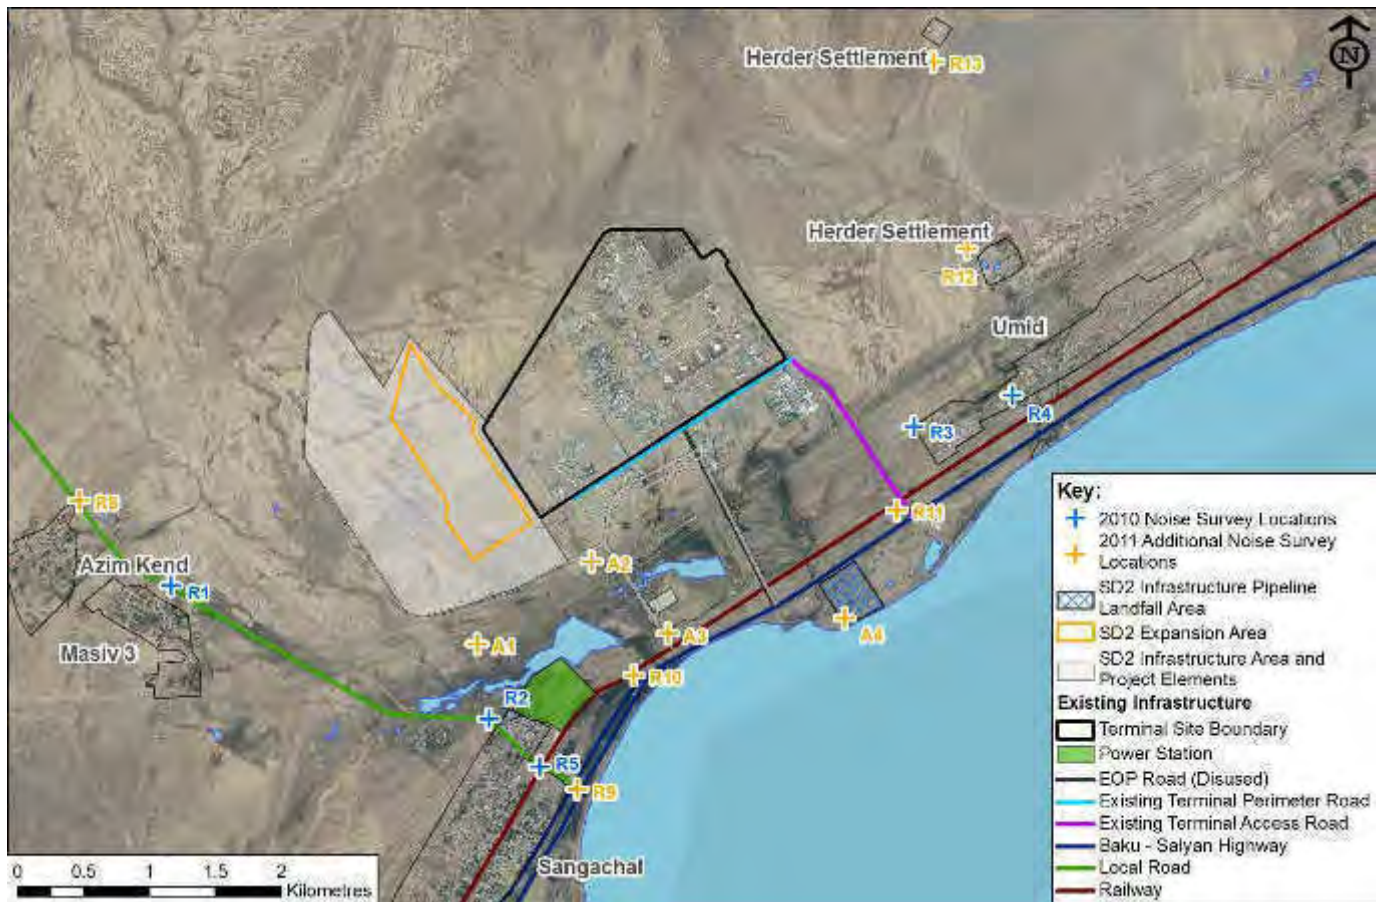 Herder Settlement
R13
N
Herder Settlement
R12
Umid
R4
R3
R11
R8
Azim Kend
R1
Masiv 3
A2
A1
A3
A4
R10
R2
R5
R9
Sangachal
0 0.5 1 1.5 2
Kilometres
Key:
2010 Noise Survey Locations
2011 Additional Noise Survey
Locations
SD2 Infrastructure Pipeline
Landfall Area
SD2 Expansion Area
SD2 Infrastructure Area and
Project Elements
Existing Infrastructure
Terminal Site Boundary
Power Station
EOP Road (Disused)
Existing Terminal Perimeter Road
Existing Terminal Access Road
Baku - Salyan Highway
Local Road
Railway